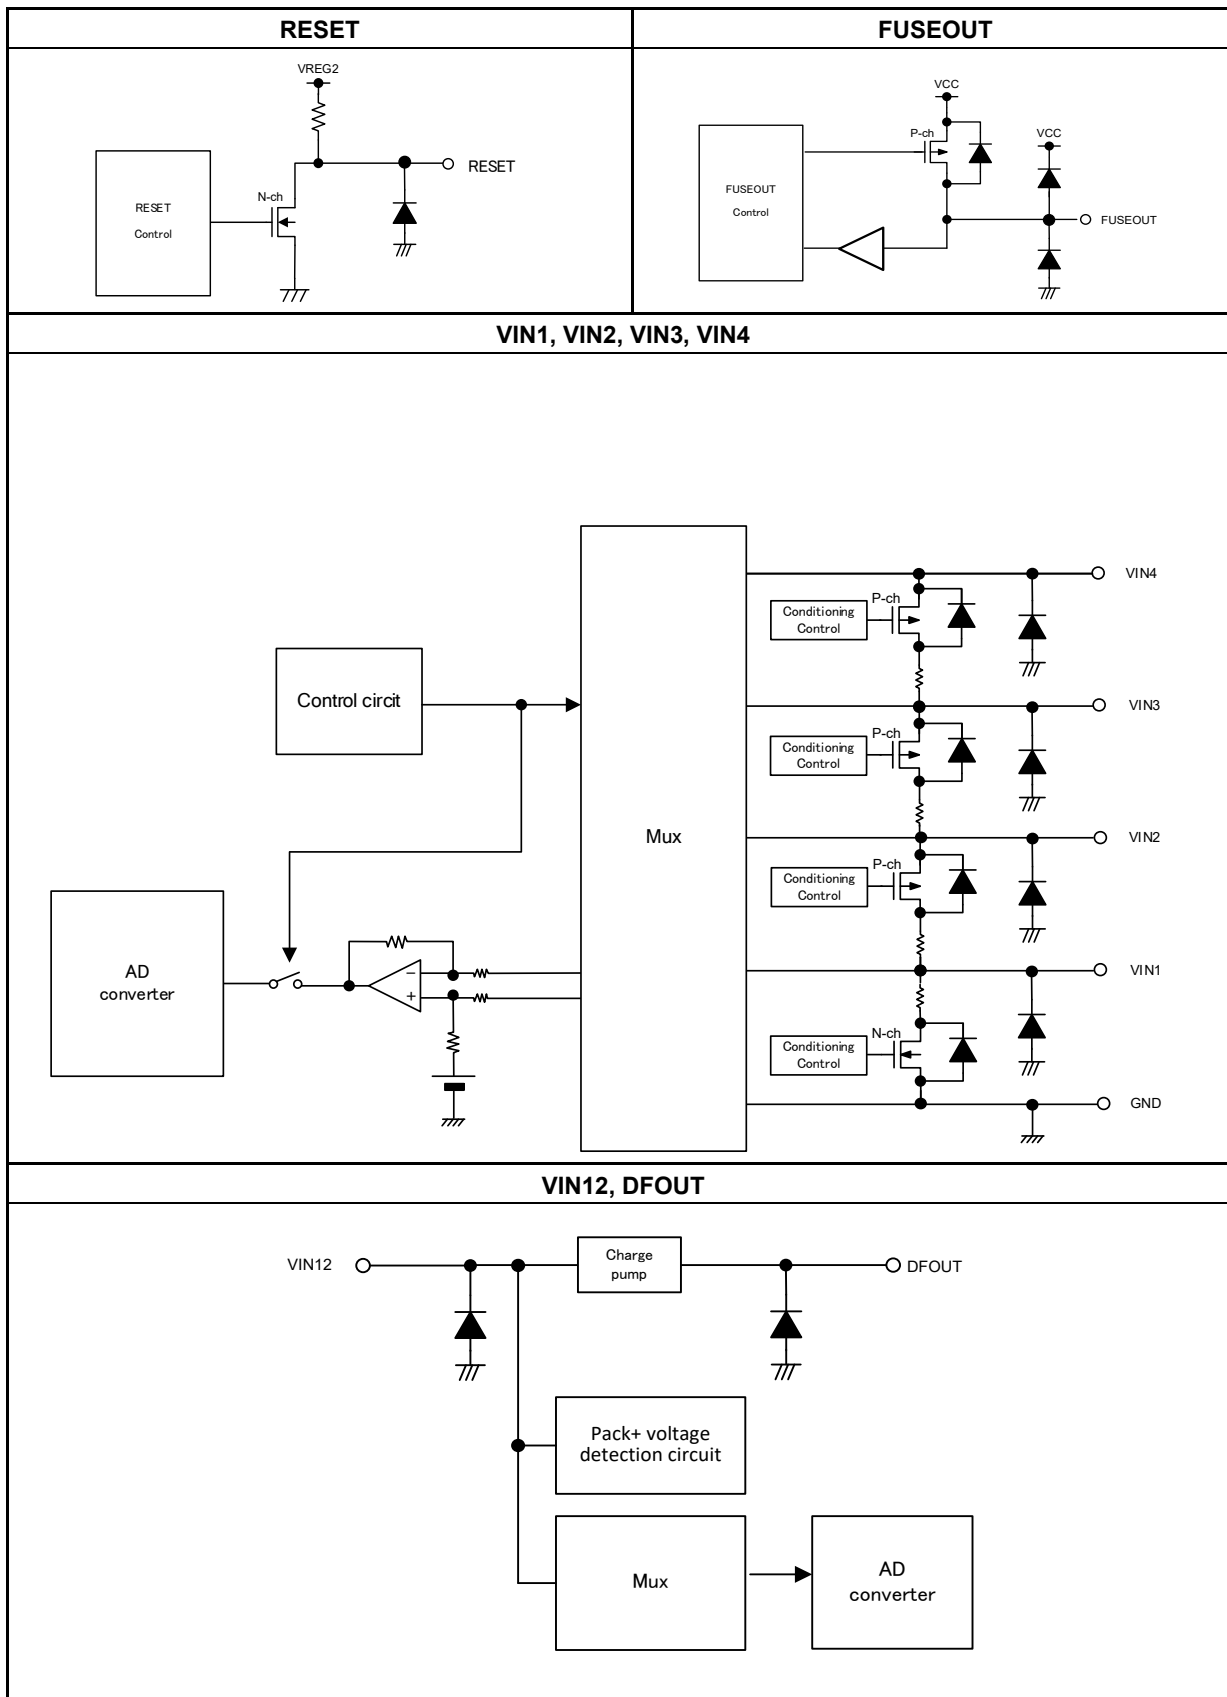 RESET
FUSEOUT
VREG2
RESET
N-ch
RESET
Control
VCC
P-ch
VCC
FUSEOUT
Control
FUSEOUT
VIN1, VIN2, VIN3, VIN4
VIN4
P-ch
Conditioning
Control
Control circit
VIN3
P-ch
Conditioning
Control
Mux
VIN2
P-ch
Conditioning
Control
AD
converter
−
+
VIN1
N-ch
Conditioning
Control
GND
VIN12, DFOUT
VIN12
Charge
pump
DFOUT
Pack+ voltage
detection circuit
Mux
AD
converter